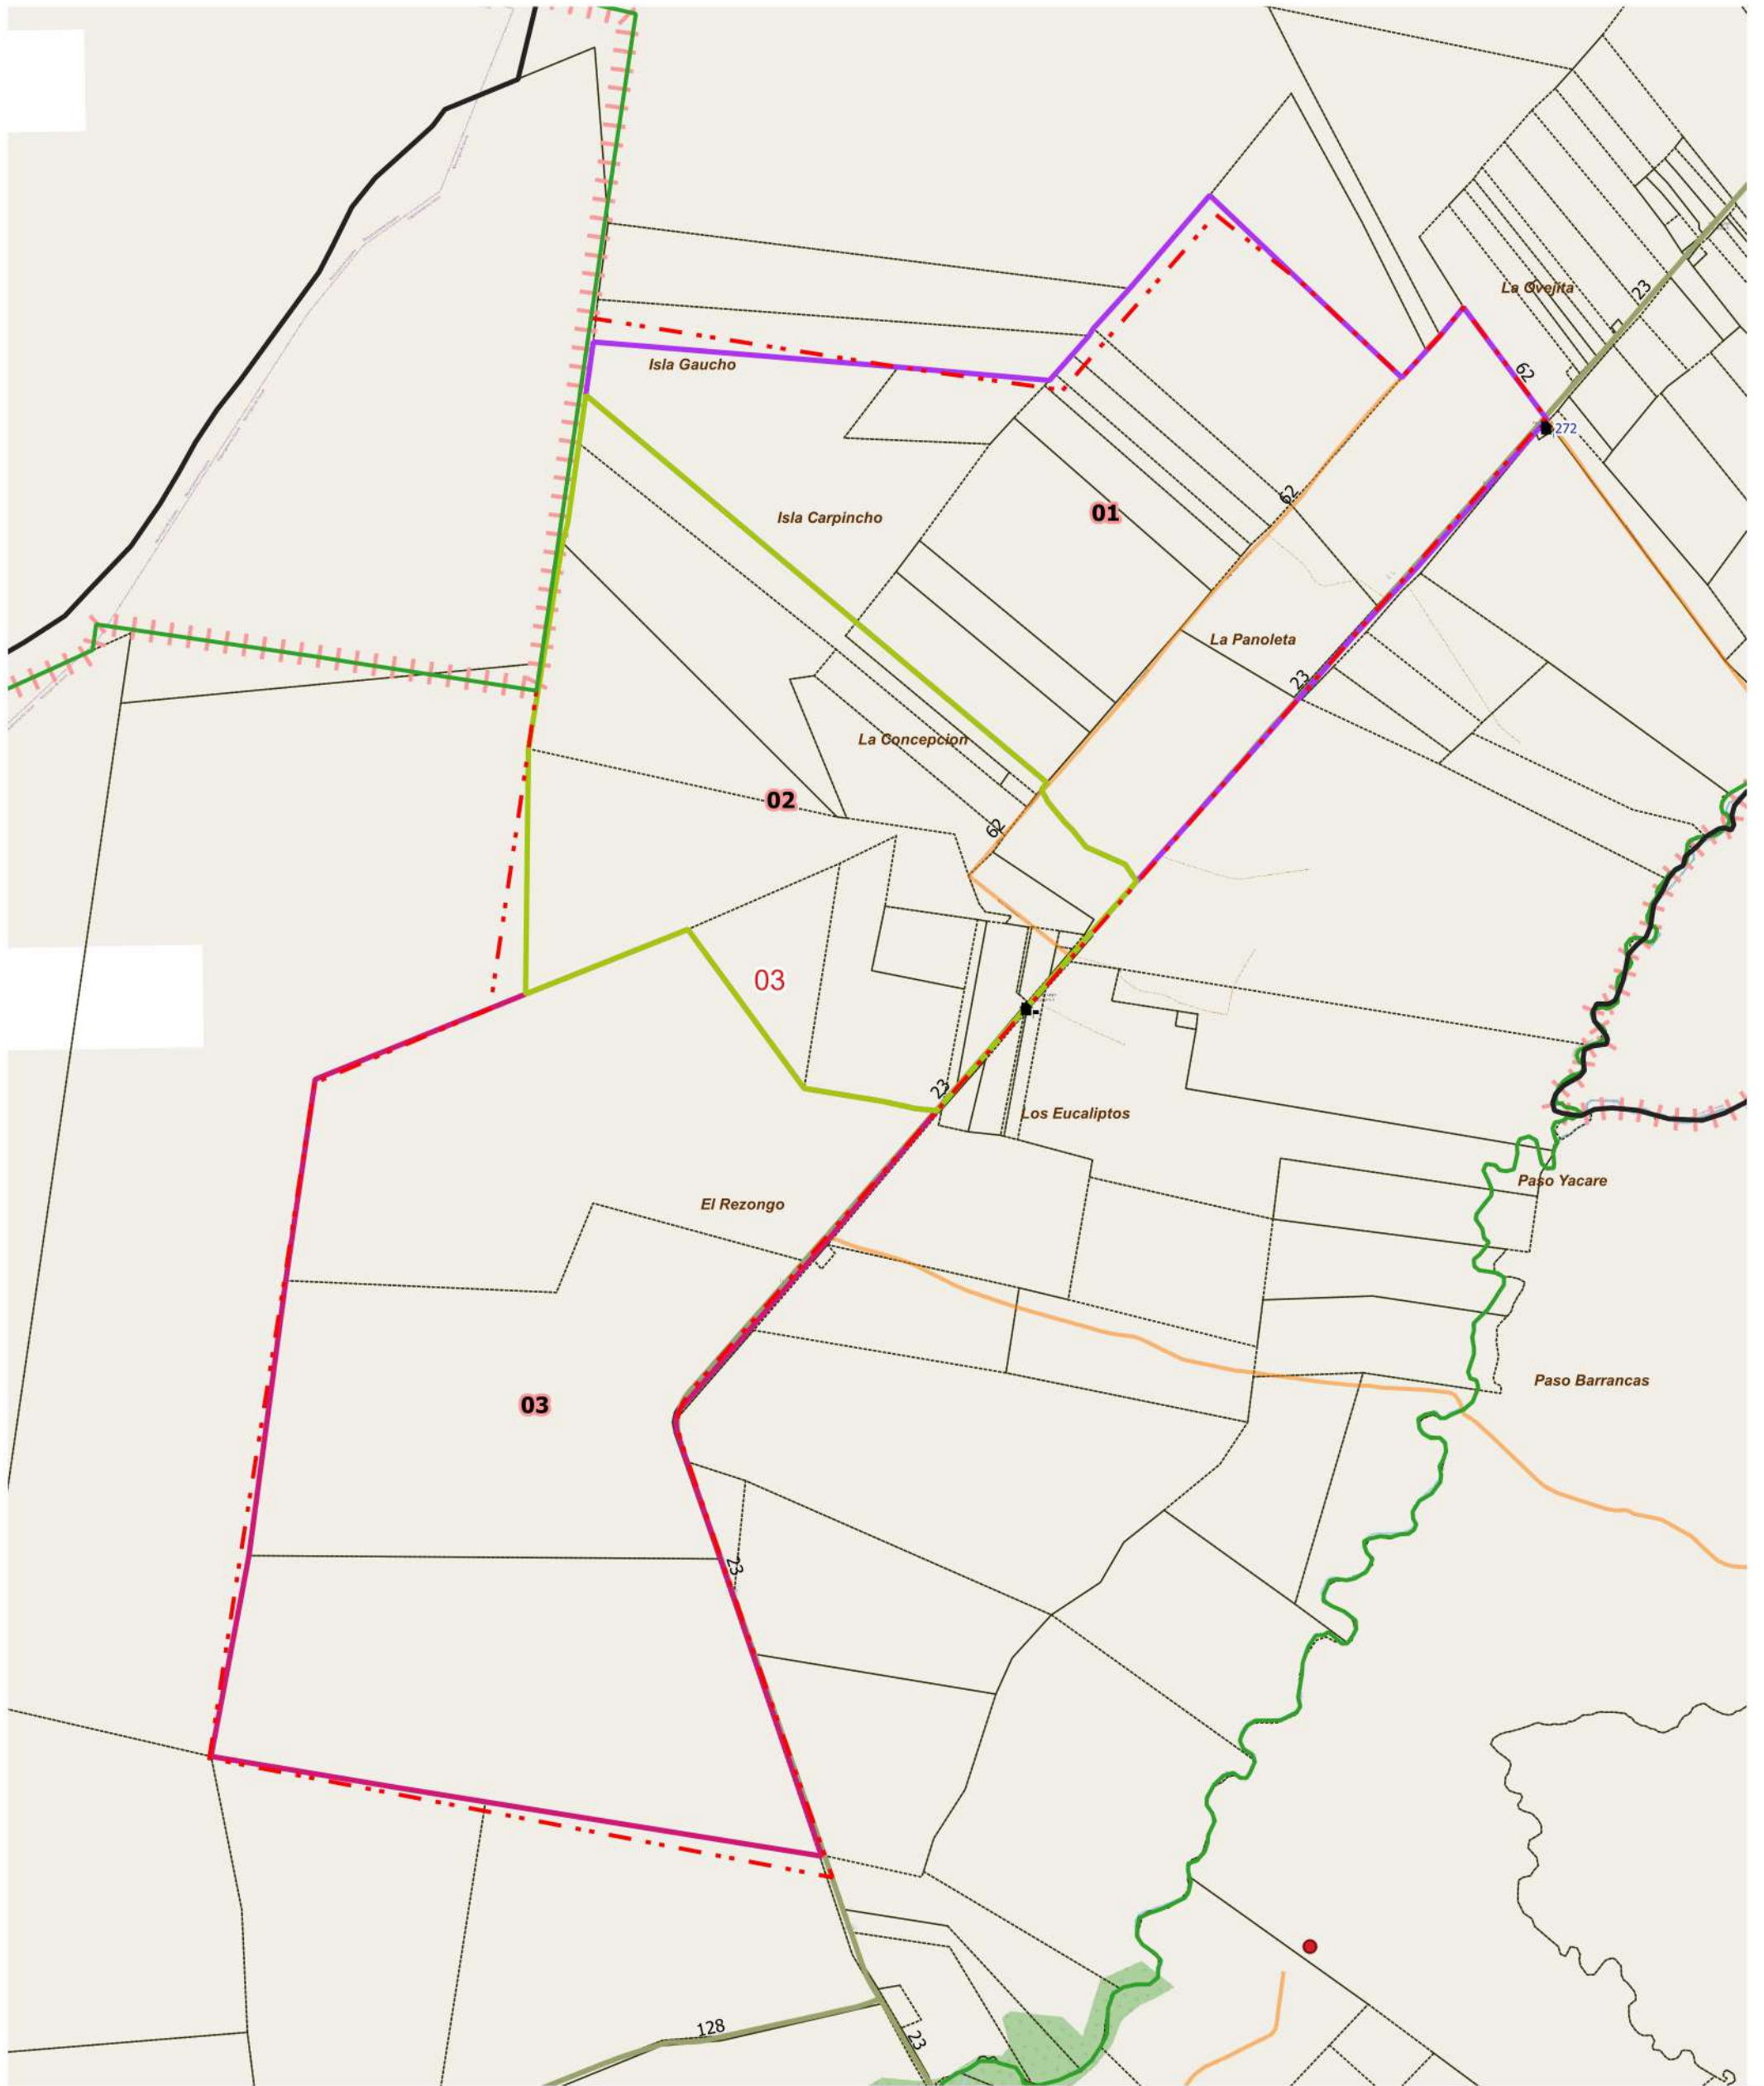 La Ovejita
23
62
Isla Gaucho
272
62
Isla Carpincho
01
La Panoleta
23
La Concepcion
02
62
03
23
Los Eucaliptos
Paso Yacare
El Rezongo
Paso Barrancas
03
23
128
23